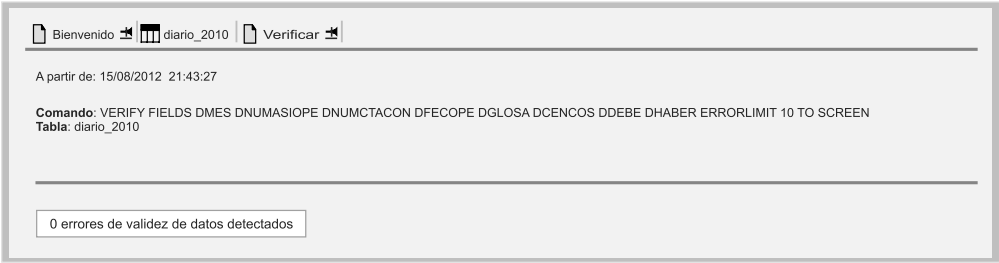 Bienvenido diario_2010 Verificar
A partir de: 15/08/2012 21:43:27
Comando: VERIFY FIELDS DMES DNUMASIOPE DNUMCTACON DFECOPE DGLOSA DCENCOS DDEBE DHABER ERRORLIMIT 10 TO SCREEN
Tabla: diario_2010
0 errores de validez de datos detectados